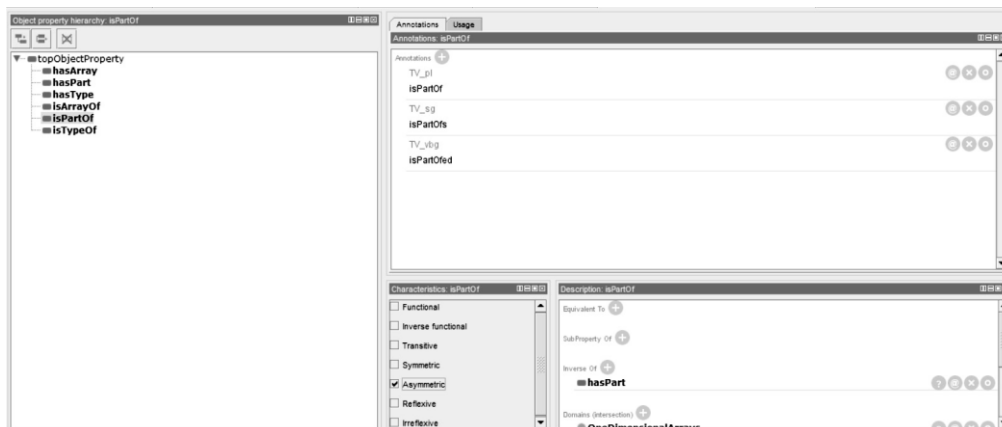 Object property hierarchy: isPartOf
topObjectProperty
hasArray
hasPart
hasType
isArrayOf
isPartOf
isTypeOf
Annotations Usage
Annotations: isPartOf
Annotations
TV_pl
isPartOf
TV_sg
isPartOfs
TV_vbg
isPartOfed
Characteristics: isPartOf
Functional
Inverse functional
Transitive
Symmetric
Asymmetric
Reflexive
Irreflexive
Description: isPartOf
Equivalent To
SubProperty Of
Inverse Of
hasPart
Domains (intersection)
OneDimensionalArrays